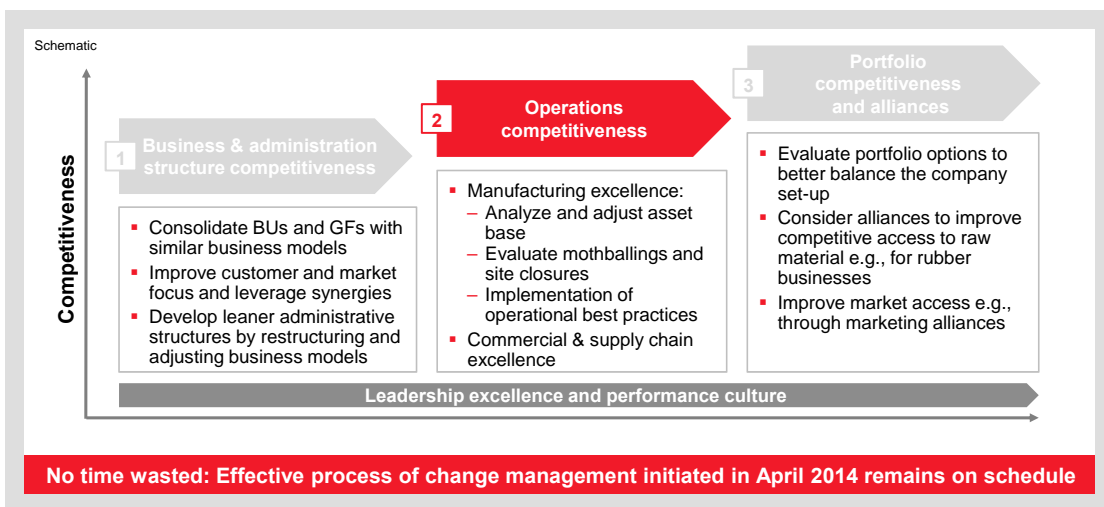 Schematic
Competitiveness
1
Business & administration
structure competitiveness
▪ Consolidate BUs and GFs with
similar business models
▪ Improve customer and market
focus and leverage synergies
▪ Develop leaner administrative
structures by restructuring and
adjusting business models
2
Operations
competitiveness
▪ Manufacturing excellence:
– Analyze and adjust asset
base
– Evaluate mothballings and
site closures
– Implementation of
operational best practices
▪ Commercial & supply chain
excellence
3
Portfolio
competitiveness
and alliances
▪ Evaluate portfolio options to
better balance the company
set-up
▪ Consider alliances to improve
competitive access to raw
material e.g., for rubber
businesses
▪ Improve market access e.g.,
through marketing alliances
Leadership excellence and performance culture
No time wasted: Effective process of change management initiated in April 2014 remains on schedule